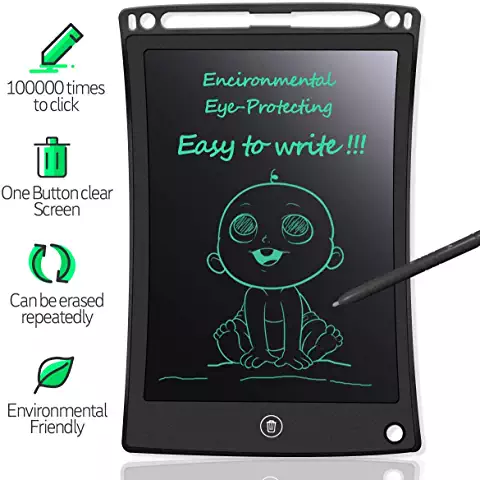 100000 times
to click
One Button clear
Screen
Can be erased
repeatedly
Environmental
Friendly
Encironmental
Eye-Protecting
Easy to write !!!